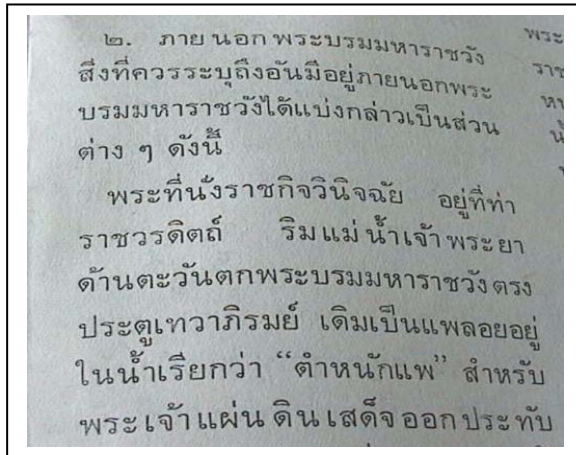 ๒. ภายนอกพระบรมมหาราชวัง
สิ่งที่ควรระบุถึงอันมีอยู่ภายนอกพระ
บรมมหาราชวังได้แบ่งกล่าวเป็นส่วน
ต่าง ๆ ดังนี้
พระที่นั่งราชกิจวินิจฉัย อยู่ที่ท่า
ราชวรดิตถ์ ริมแม่น้ำเจ้าพระยา
ด้านตะวันตกพระบรมมหาราชวังตรง
ประตูเทวาภิรมย์ เดิมเป็นแพลอยอยู่
ในน้ำเรียกว่า “ตำหนักแพ” สำหรับ
พระเจ้าแผ่นดินเสด็จออกประทับ
พระ
ราช